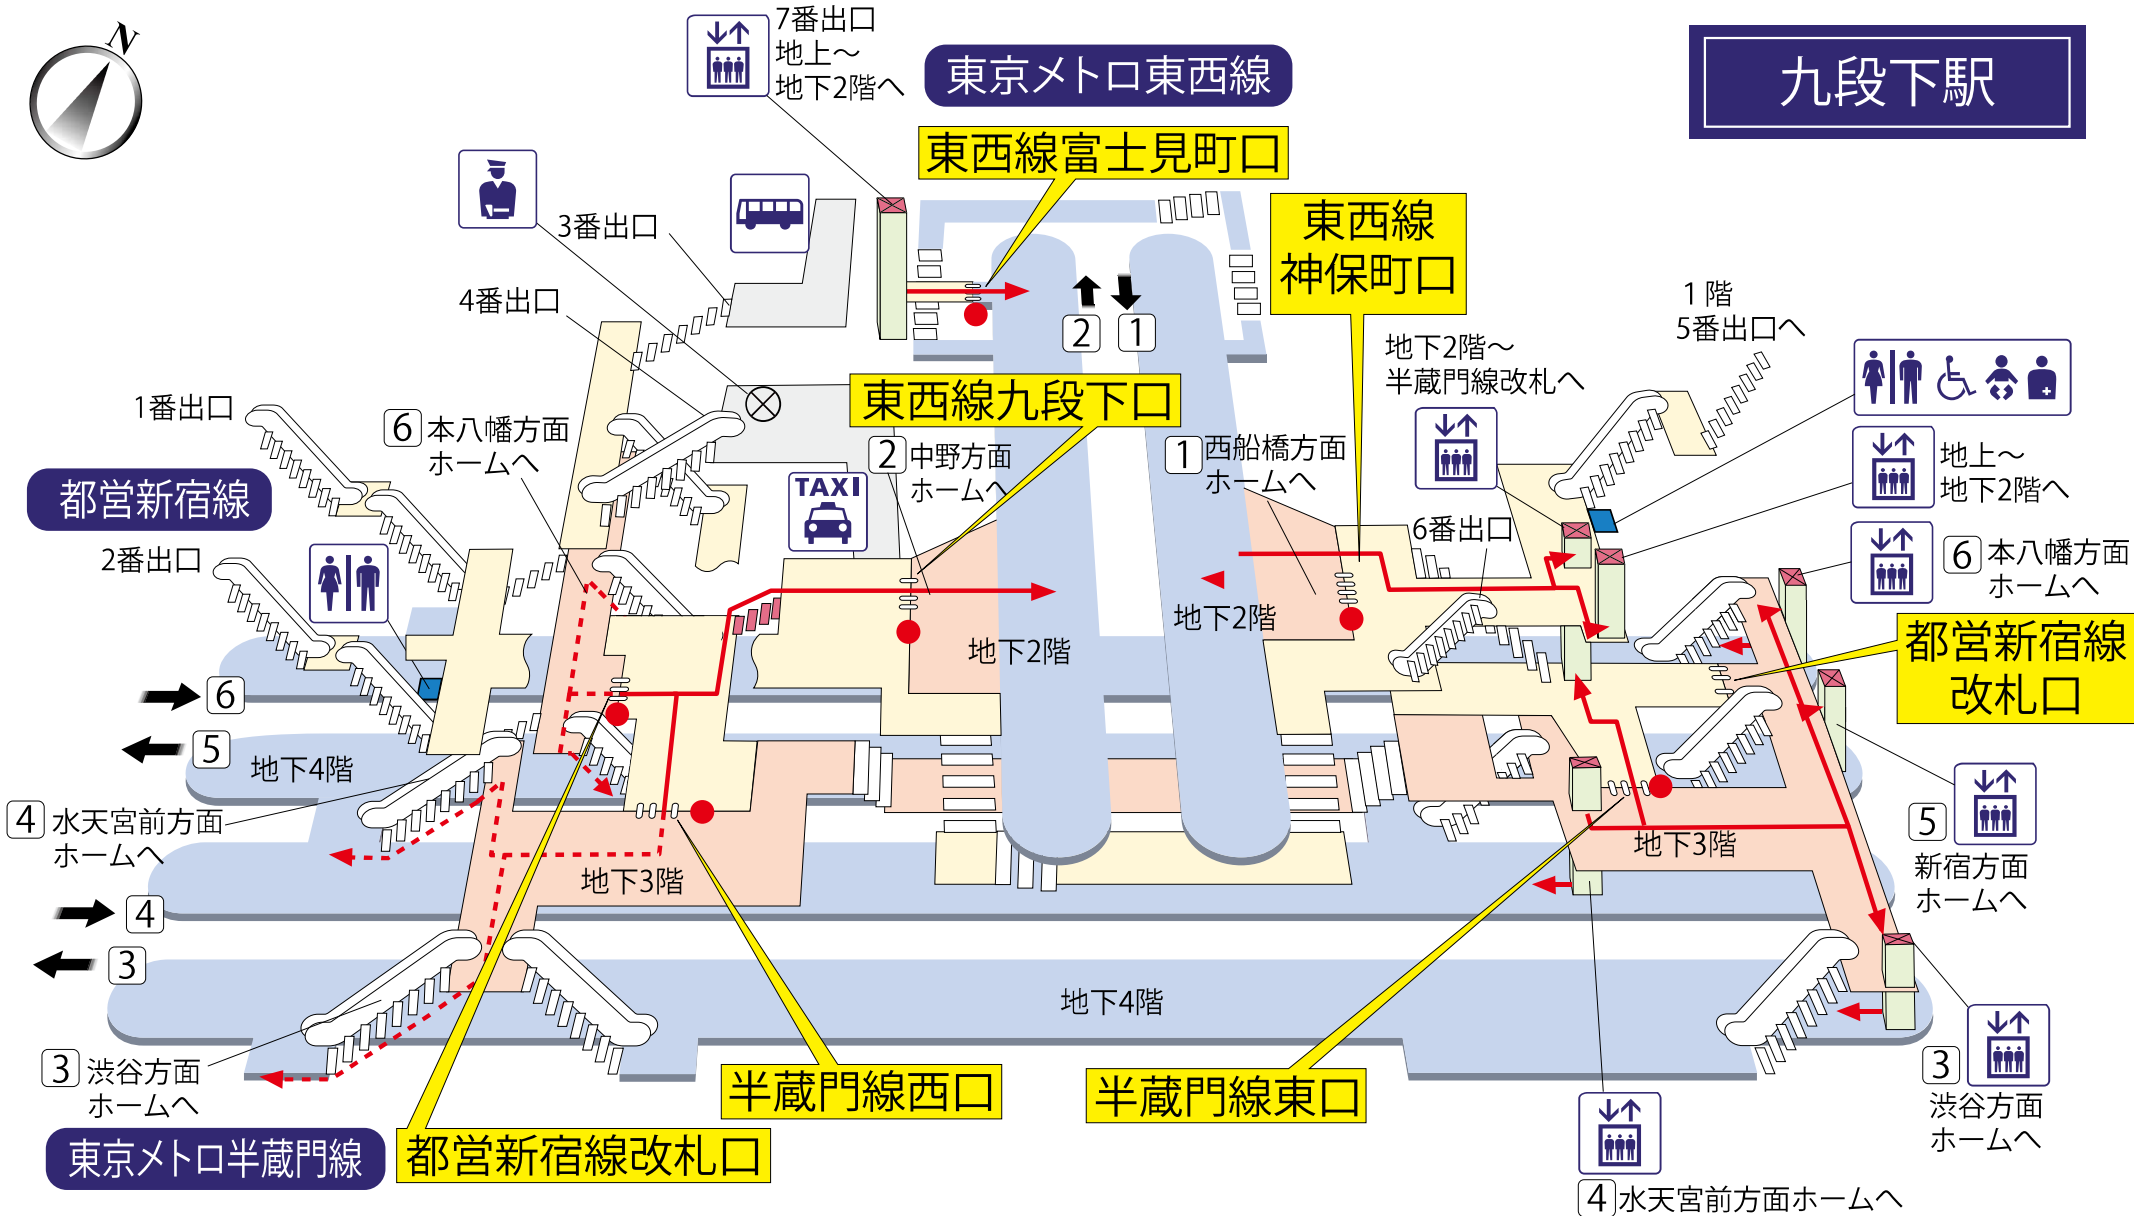 N
7番出口
地上～
地下2階へ
東京メトロ東西線
九段下駅
東西線富士見町口
3番出口
東西線
神保町口
4番出口
2
1
1階
5番出口へ
地下2階～
半蔵門線改札へ
1番出口
6 本八幡方面
ホームへ
東西線九段下口
2 中野方面
ホームへ
1 西船橋方面
ホームへ
地上～
地下2階へ
都営新宿線
TAXI
2番出口
6番出口
6 本八幡方面
ホームへ
地下2階
地下2階
都営新宿線
改札口
6
5
地下4階
4 水天宮前方面
ホームへ
地下3階
地下3階
5
新宿方面
ホームへ
4
3
地下4階
3 渋谷方面
ホームへ
半蔵門線西口
半蔵門線東口
3
渋谷方面
ホームへ
東京メトロ半蔵門線
都営新宿線改札口
4 水天宮前方面ホームへ